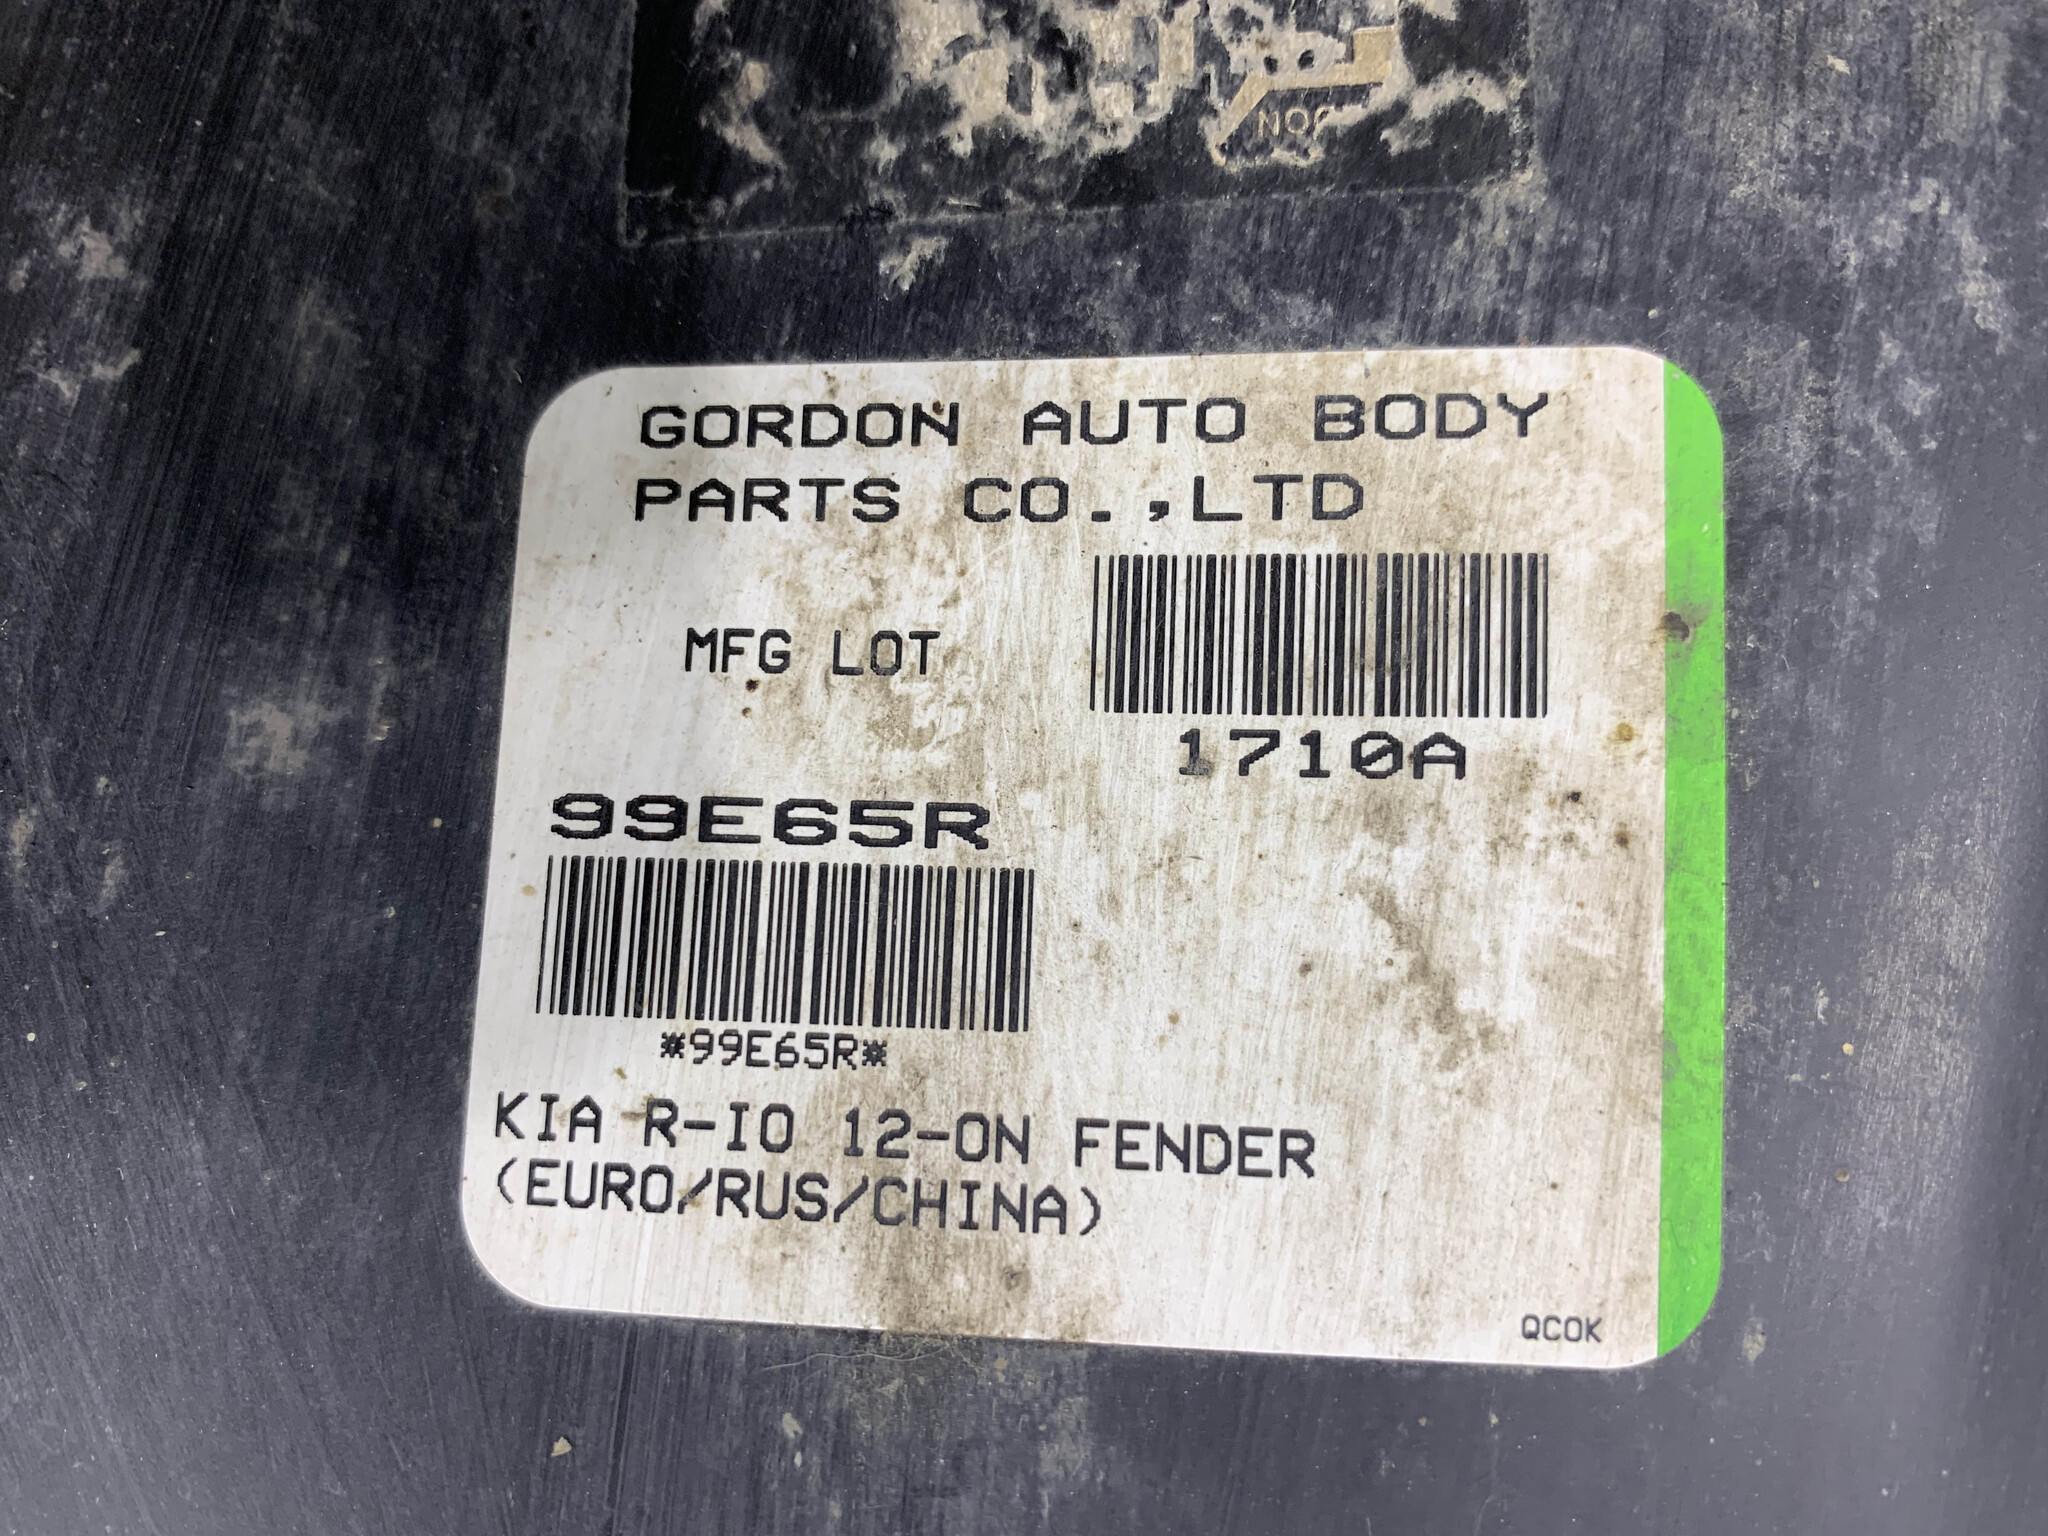 GORDON AUTO BODY
PARTS CO.,LTD
MFG LOT
1710A
99E65R
*99E65R*
KIA R-IO 12-ON FENDER
(EURO/RUS/CHINA)
QCOK